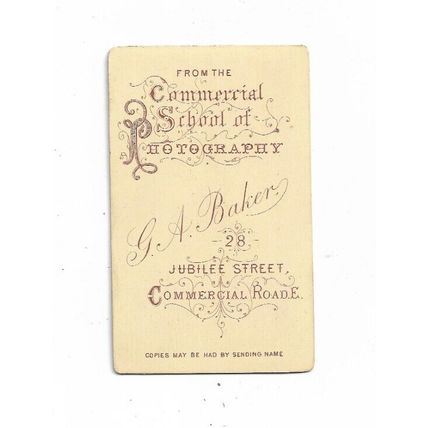 FROM THE
Commercial
School of
PHOTOGRAPHY
G. A. Baker,
28
JUBILEE STREET,
COMMERCIAL ROAD.E.
COPIES MAY BE HAD BY SENDING NAME